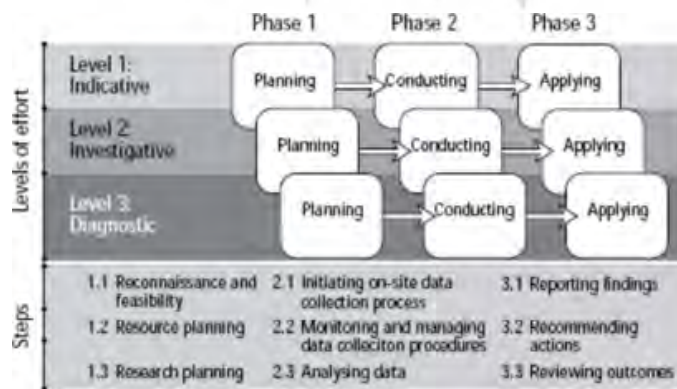 Phase 1 Phase 2 Phase 3
Levels of effort
Level 1:
Indicative
Planning Conducting Applying
Level 2:
Investigative
Planning Conducting Applying
Level 3:
Diagnostic
Planning Conducting Applying
Steps
1.1 Reconnaissance and
feasibility
1.2 Resource planning
1.3 Research planning
2.1 Initiating on-site data
collection process
2.2 Monitoring and managing
data colleciton procedures
2.3 Analysing data
3.1 Reporting findings
3.2 Recommending
actions
3.3 Reviewing outcomes